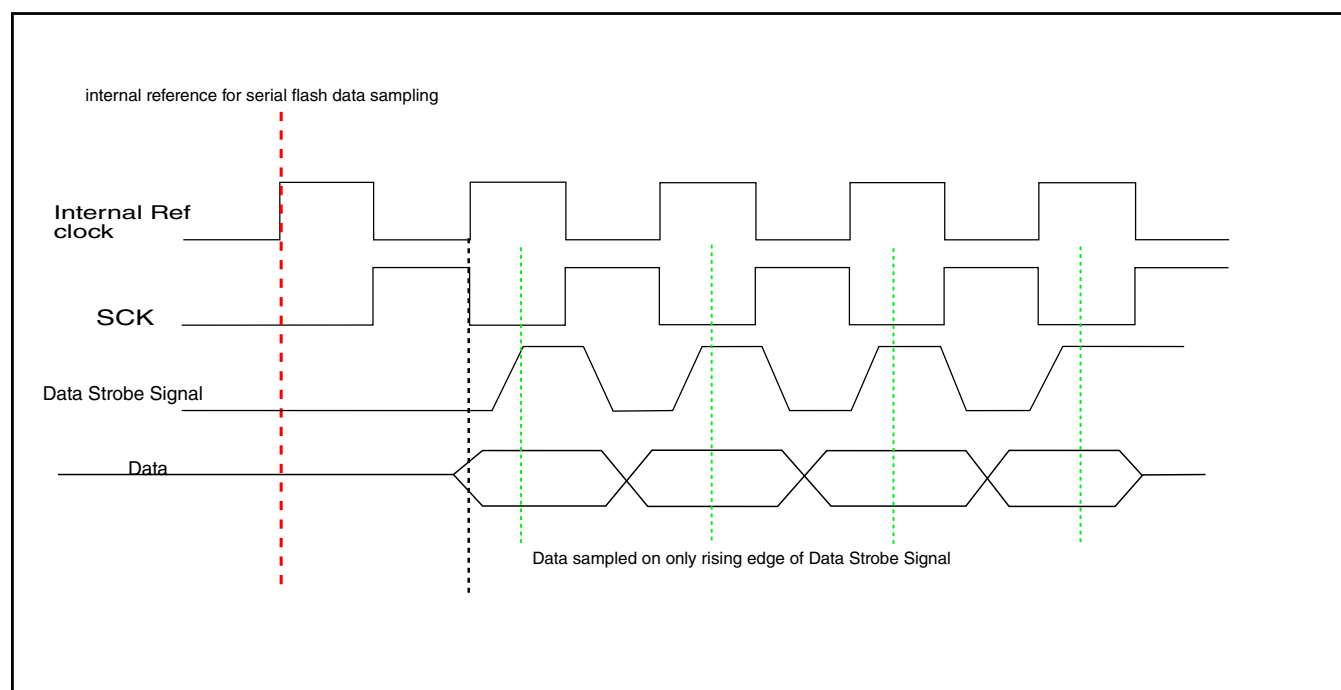 internal reference for serial flash data sampling
Internal Ref
clock
SCK
Data Strobe Signal
Data
Data sampled on only rising edge of Data Strobe Signal